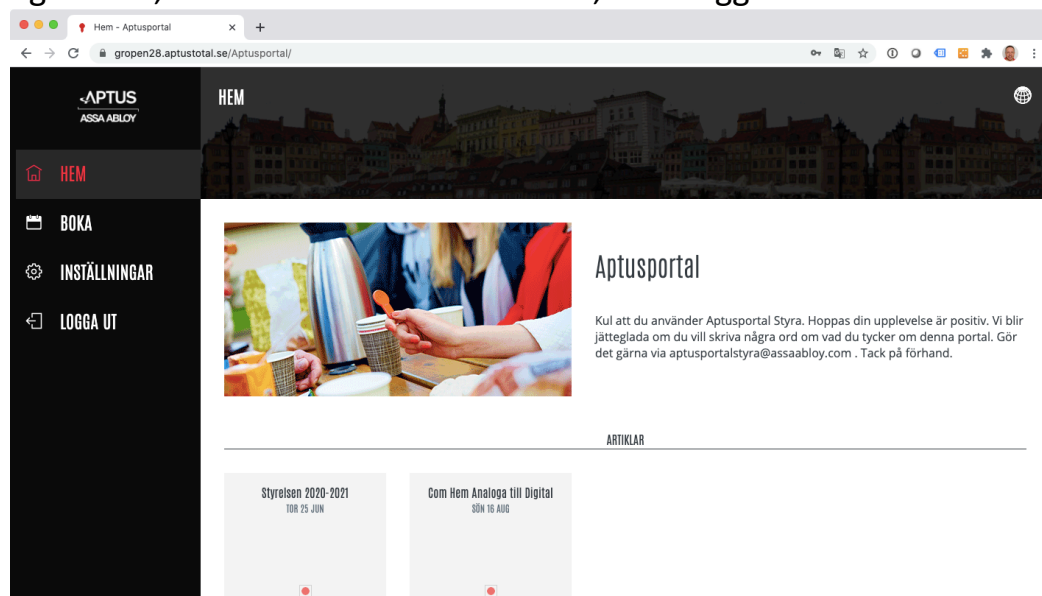 Hem - Aptusportal
gropen28.aptustotal.se/Aptusportal/
APTUS
ASSA ABLOY
HEM
HEM
BOKA
INSTÄLLNINGAR
LOGGA UT
Aptusportal
Kul att du använder Aptusportal Styra. Hoppas din upplevelse är positiv. Vi blir
jätteglada om du vill skriva några ord om vad du tycker om denna portal. Gör
det gärna via aptusportalstyra@assaabloy.com . Tack på förhand.
ARTIKLAR
Styrelsen 2020-2021
TOR 25 JUN
Com Hem Analoga till Digital
SÖN 16 AUG